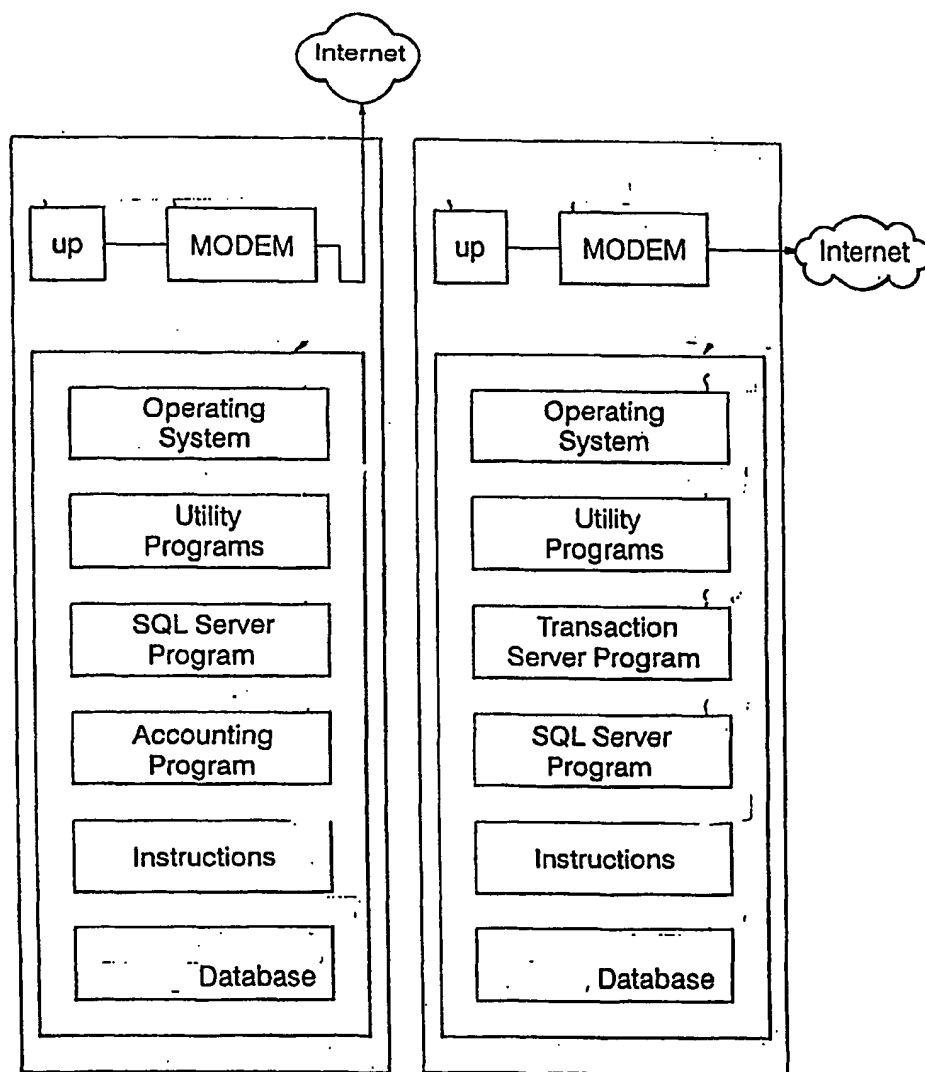 Internet
up
MODEM
Operating
System
Utility
Programs
SQL Server
Program
Accounting
Program
Instructions
Database
up
MODEM
Internet
Operating
System
Utility
Programs
Transaction
Server Program
SQL Server
Program
Instructions
Database